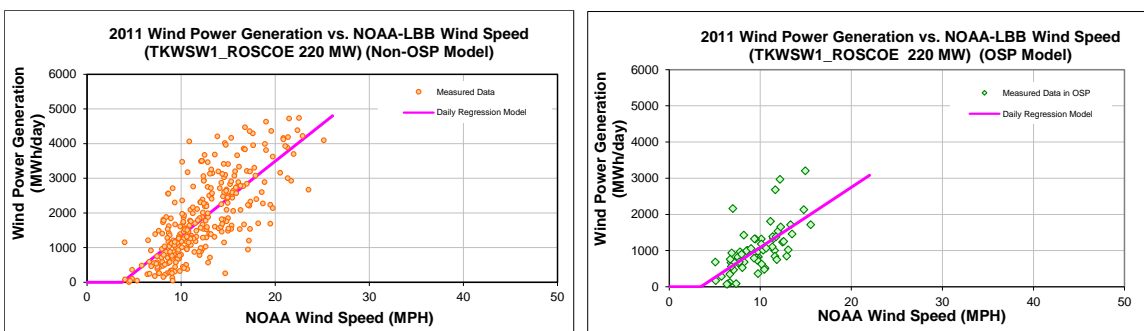 2011 Wind Power Generation vs. NOAA-LBB Wind Speed
(TKWSW1_ROSCOE 220 MW) (Non-OSP Model)
Wind Power Generation
(MWh/day)
6000
5000
4000
3000
2000
1000
0
Measured Data
Daily Regression Model
0 10 20 30 40 50
NOAA Wind Speed (MPH)
2011 Wind Power Generation vs. NOAA-LBB Wind Speed
(TKWSW1_ROSCOE 220 MW) (OSP Model)
Wind Power Generation
(MWh/day)
6000
5000
4000
3000
2000
1000
0
Measured Data in OSP
Daily Regression Model
0 10 20 30 40 50
NOAA Wind Speed (MPH)